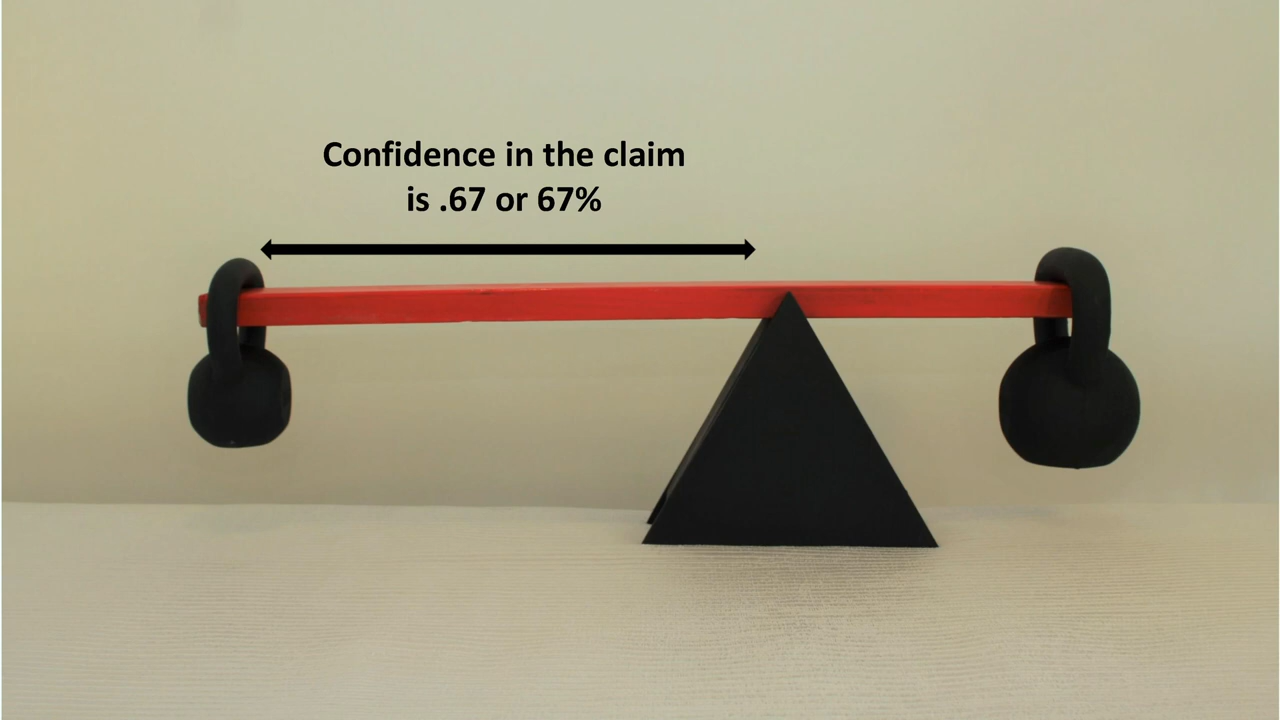 Confidence in the claim
is .67 or 67%